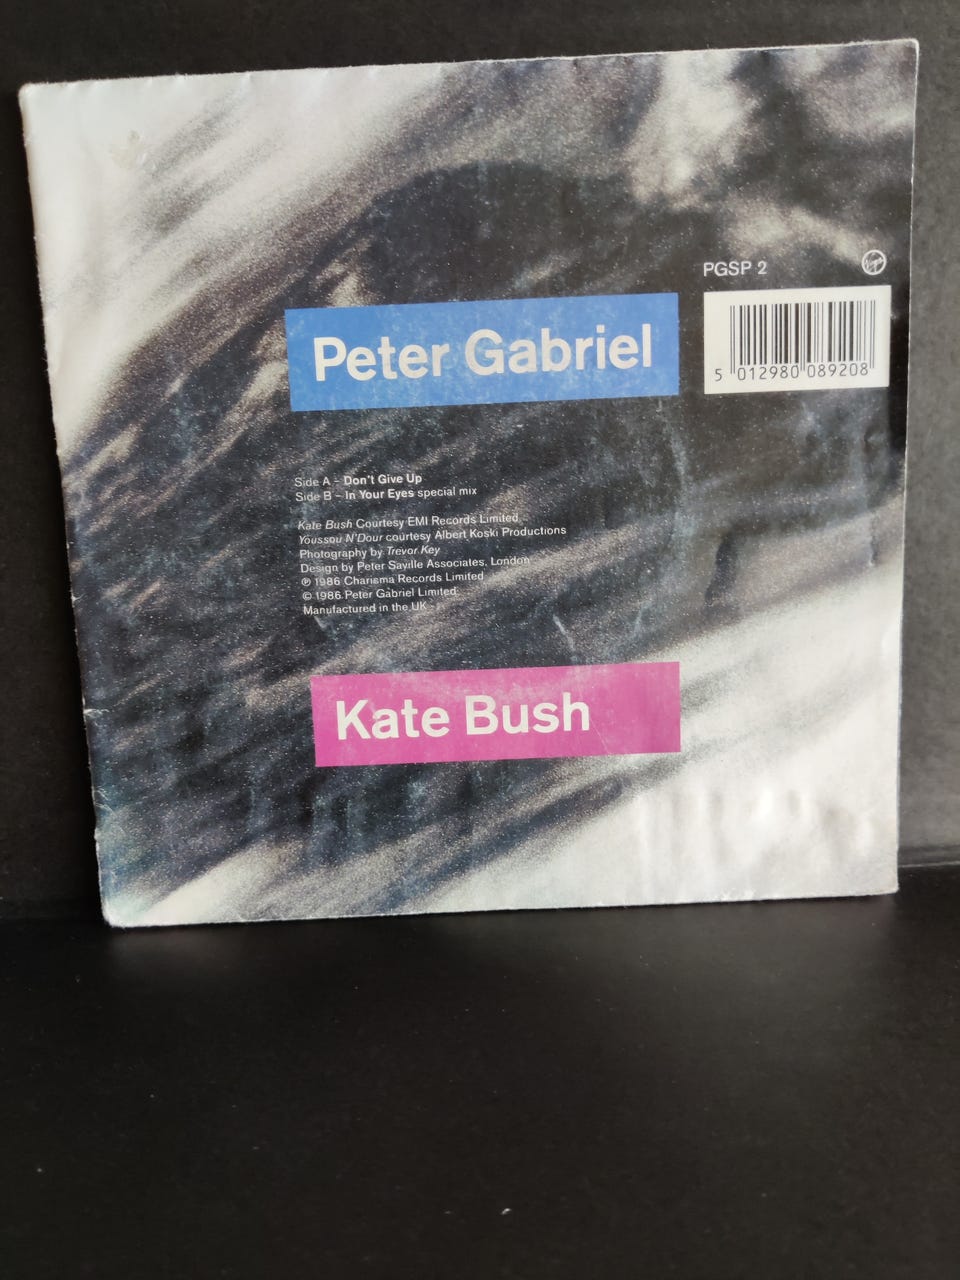 PGSP 2
Virgin
5 012980 089208
Peter Gabriel
Side A – Don't Give Up
Side B – In Your Eyes special mix
Kate Bush Courtesy EMI Records Limited
Youssou N'Dour courtesy Albert Koski Productions
Photography by Trevor Key
Design by Peter Saville Associates, London
℗ 1986 Charisma Records Limited
© 1986 Peter Gabriel Limited
Manufactured in the UK
Kate Bush